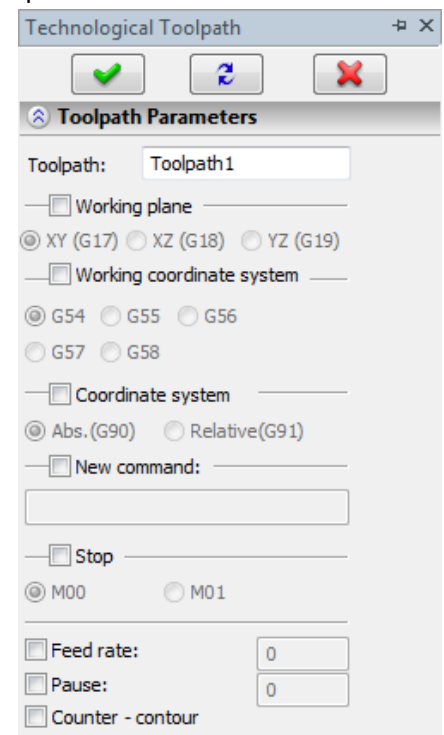 Technological Toolpath
Toolpath Parameters
Toolpath: Toolpath1
Working plane
XY (G17) XZ (G18) YZ (G19)
Working coordinate system
G54 G55 G56
G57 G58
Coordinate system
Abs.(G90) Relative(G91)
New command:
Stop
M00 M01
Feed rate: 0
Pause: 0
Counter - contour